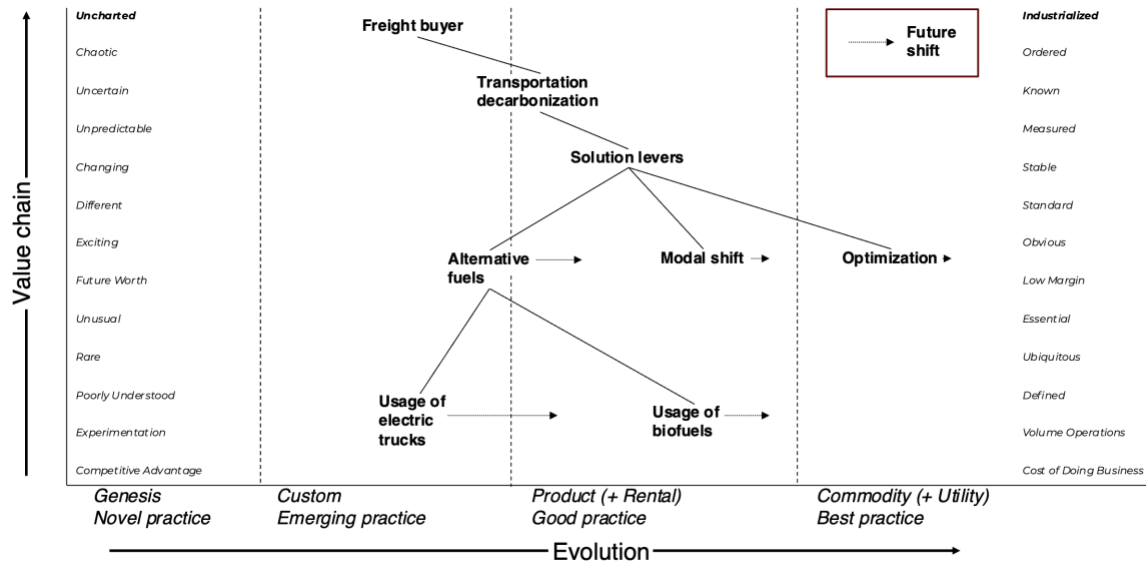 Uncharted
Chaotic
Uncertain
Unpredictable
Changing
Different
Exciting
Future Worth
Unusual
Rare
Poorly Understood
Experimentation
Competitive Advantage
Value chain
Freight buyer
Transportation
decarbonization
Solution levers
Alternative
fuels
Modal shift
Optimization
Usage of
electric
trucks
Usage of
biofuels
Future
shift
Industrialized
Ordered
Known
Measured
Stable
Standard
Obvious
Low Margin
Essential
Ubiquitous
Defined
Volume Operations
Cost of Doing Business
Genesis
Novel practice
Custom
Emerging practice
Product (+ Rental)
Good practice
Commodity (+ Utility)
Best practice
Evolution